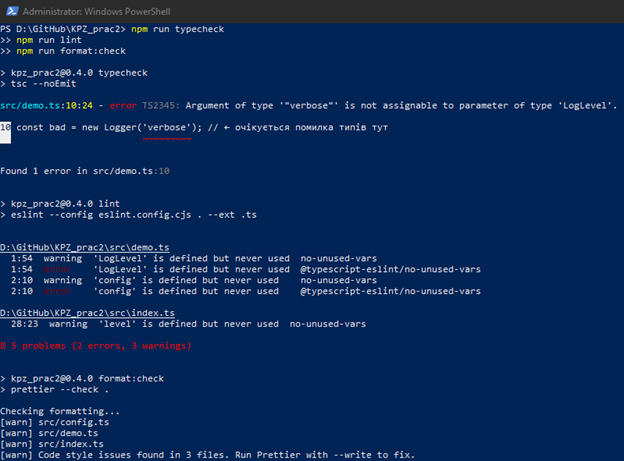 Administrator: Windows PowerShell
PS D:\GitHub\KPZ_prac2> npm run typecheck
>> npm run lint
>> npm run format:check
> kpz_prac2@0.4.0 typecheck
> tsc --noEmit
src/demo.ts:10:24 - error TS2345: Argument of type '"verbose"' is not assignable to parameter of type 'LogLevel'.
10 const bad = new Logger('verbose'); // ← очікується помилка типів тут
~~~~~~~~~
Found 1 error in src/demo.ts:10
> kpz_prac2@0.4.0 lint
> eslint --config eslint.config.cjs . --ext .ts
D:\GitHub\KPZ_prac2\src\demo.ts
1:54 warning 'LogLevel' is defined but never used no-unused-vars
1:54 error 'LogLevel' is defined but never used @typescript-eslint/no-unused-vars
2:10 warning 'config' is defined but never used no-unused-vars
2:10 error 'config' is defined but never used @typescript-eslint/no-unused-vars
D:\GitHub\KPZ_prac2\src\index.ts
28:23 warning 'level' is defined but never used no-unused-vars
5 problems (2 errors, 3 warnings)
> kpz_prac2@0.4.0 format:check
> prettier --check .
Checking formatting...
[warn] src/config.ts
[warn] src/demo.ts
[warn] src/index.ts
[warn] Code style issues found in 3 files. Run Prettier with --write to fix.